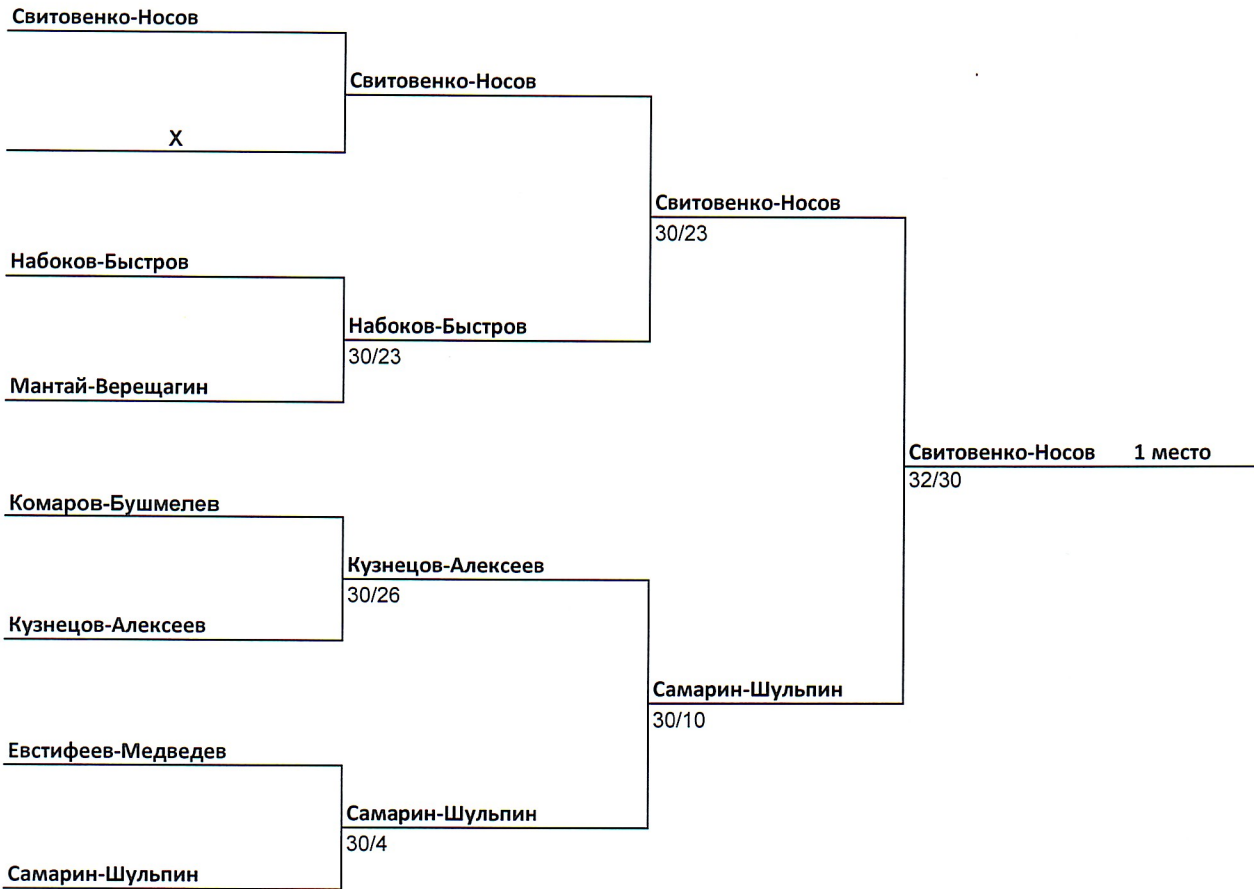 Свитовенко-Носов
Свитовенко-Носов
X
Свитовенко-Носов
30/23
Набоков-Быстров
Набоков-Быстров
30/23
Мантай-Верещагин
Свитовенко-Носов 1 место
32/30
Комаров-Бушмелев
Кузнецов-Алексеев
30/26
Кузнецов-Алексеев
Самарин-Шульпин
30/10
Евстифеев-Медведев
Самарин-Шульпин
30/4
Самарин-Шульпин